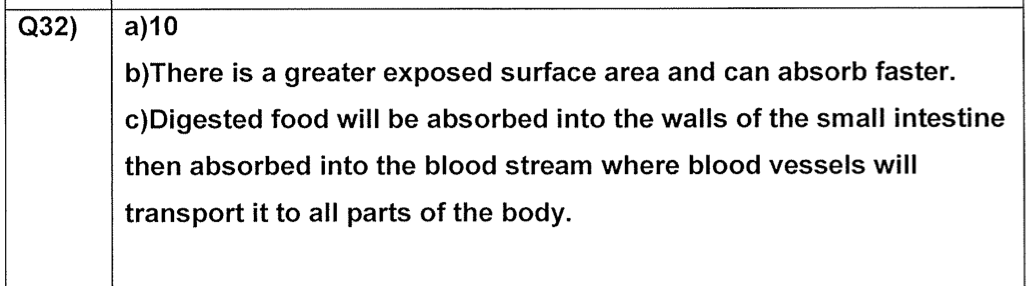 Q32) a)10
b)There is a greater exposed surface area and can absorb faster.
c)Digested food will be absorbed into the walls of the small intestine
then absorbed into the blood stream where blood vessels will
transport it to all parts of the body.